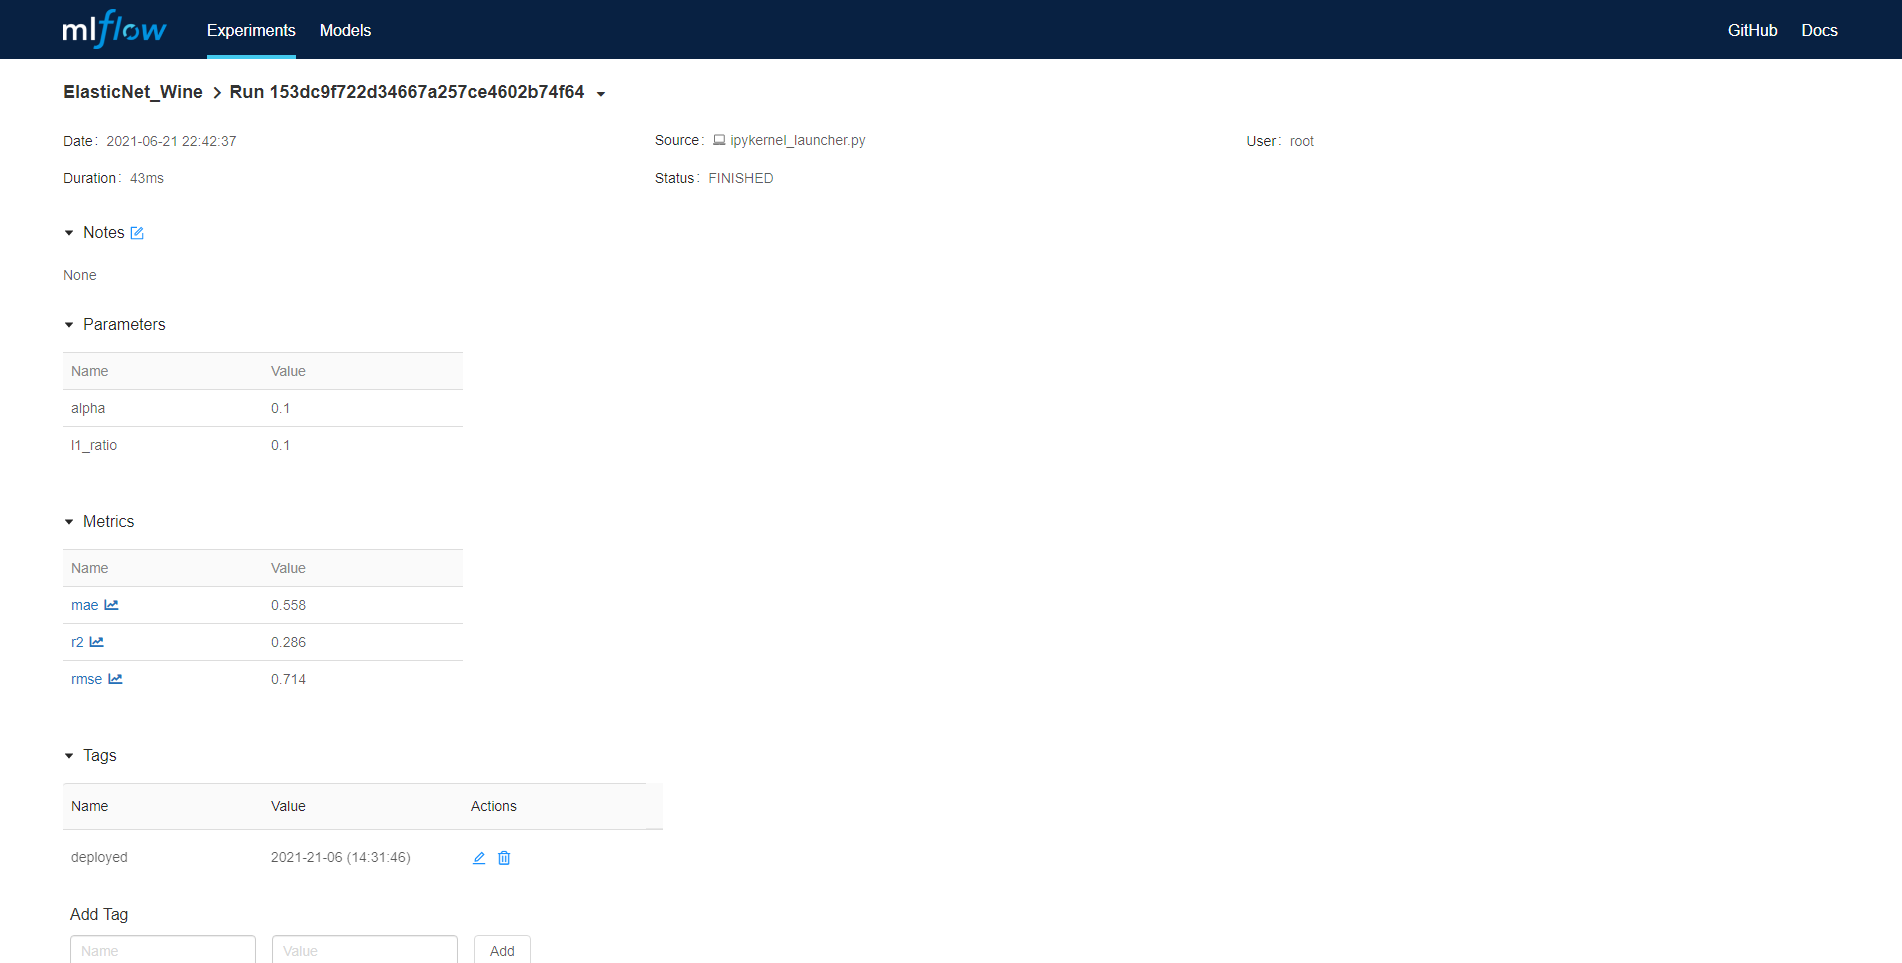 mlflow Experiments Models GitHub Docs
ElasticNet_Wine > Run 153dc9f722d34667a257ce4602b74f64
Date: 2021-06-21 22:42:37 Source: ipykernel_launcher.py User: root
Duration: 43ms Status: FINISHED
Notes
None
Parameters
Name Value
alpha 0.1
l1_ratio 0.1
Metrics
Name Value
mae 0.558
r2 0.286
rmse 0.714
Tags
Name Value Actions
deployed 2021-21-06 (14:31:46)
Add Tag
Name Value Add